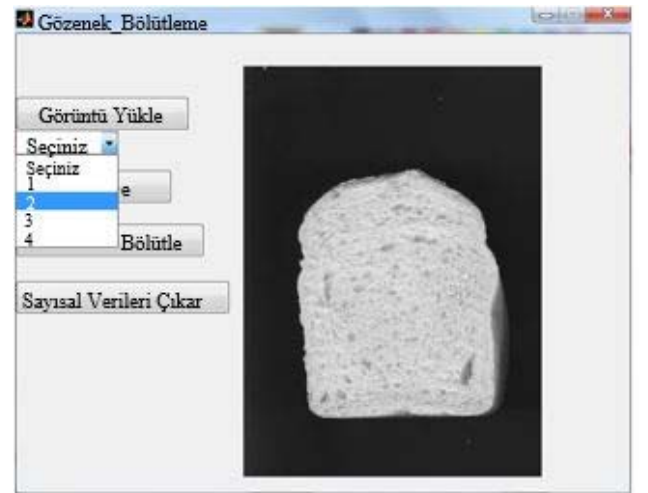 Gözenek_Bölütleme
Görüntü Yükle
Seçiniz
Seçiniz
1
e
2
3
4
Bölütle
Sayısal Verileri Çıkar